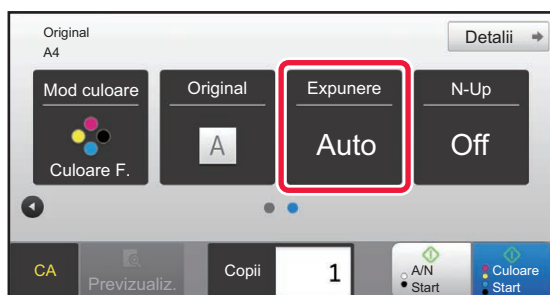 Original
A4
Detalii
Mod culoare
Original
Expunere
N-Up
A
Auto
Off
Culoare F.
CA
Previzualiz.
Copii
1
A/N
Start
Culoare
Start